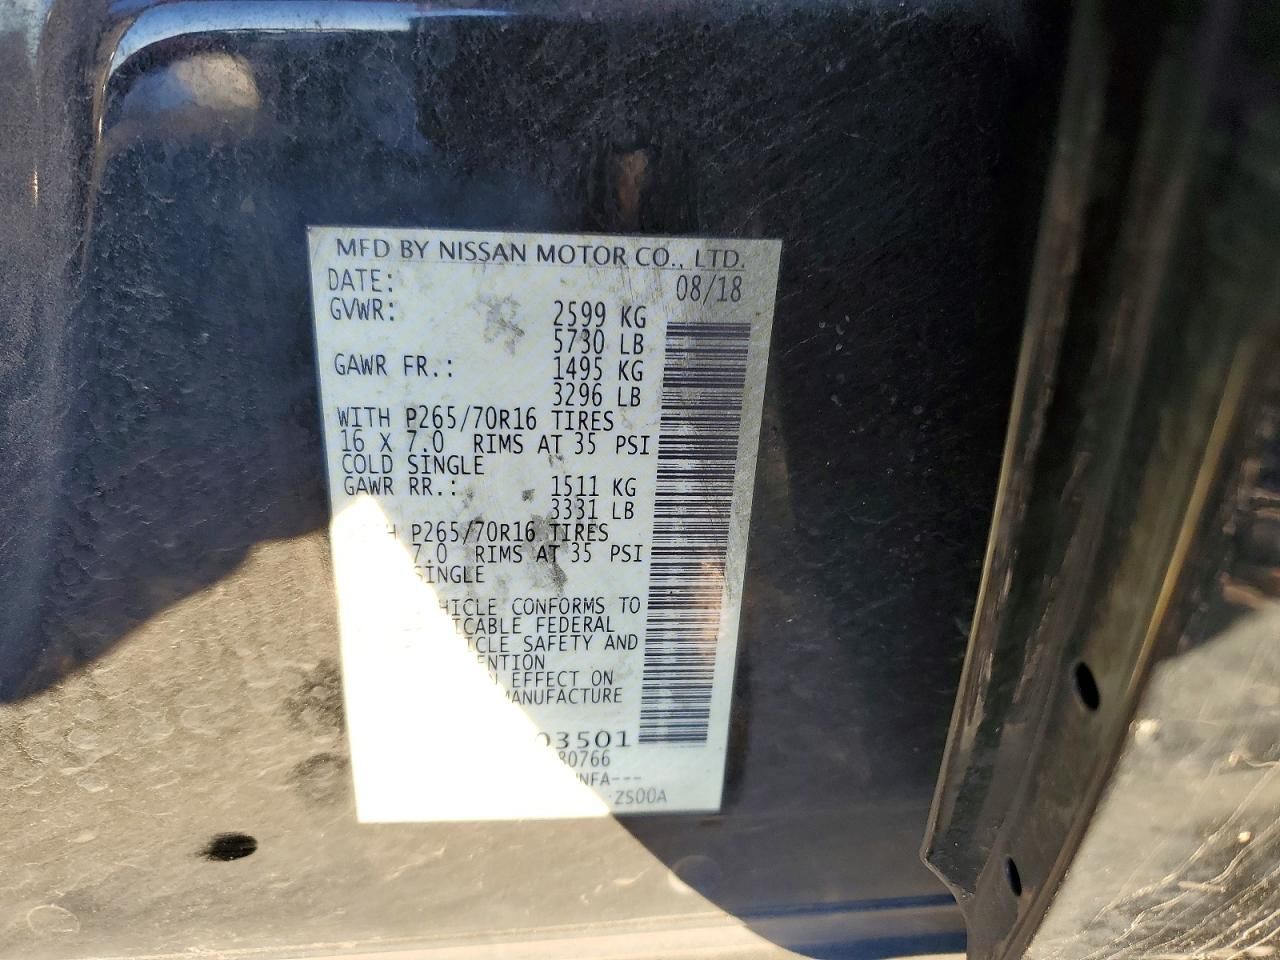 MFD BY NISSAN MOTOR CO., LTD.
DATE: 08/18
GVWR: 2599 KG
5730 LB
GAWR FR.: 1495 KG
3296 LB
WITH P265/70R16 TIRES
16 X 7.0 RIMS AT 35 PSI
COLD SINGLE
GAWR RR.: 1511 KG
3331 LB
P265/70R16 TIRES
7.0 RIMS AT 35 PSI
SINGLE
CONFORMS TO
FEDERAL
SAFETY AND
EFFECT ON
MANUFACTURE
03501
80766
ZS00A